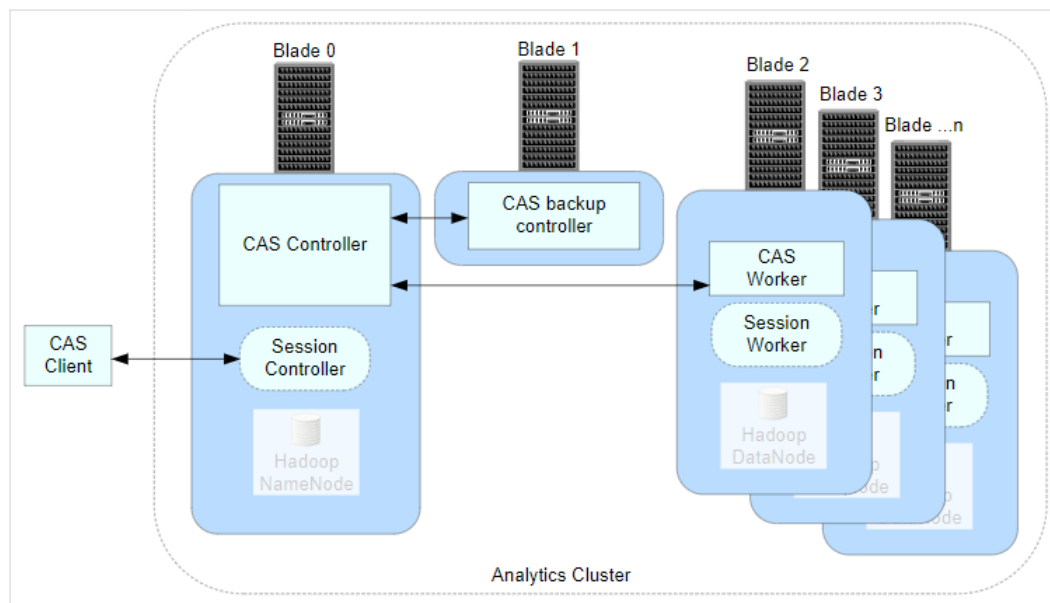 Blade 0
Blade 1
Blade 2
Blade 3
Blade ...n
CAS Controller
CAS backup
controller
CAS
Worker
Session
Worker
Hadoop
DataNode
CAS
Client
Session
Controller
Hadoop
NameNode
Analytics Cluster